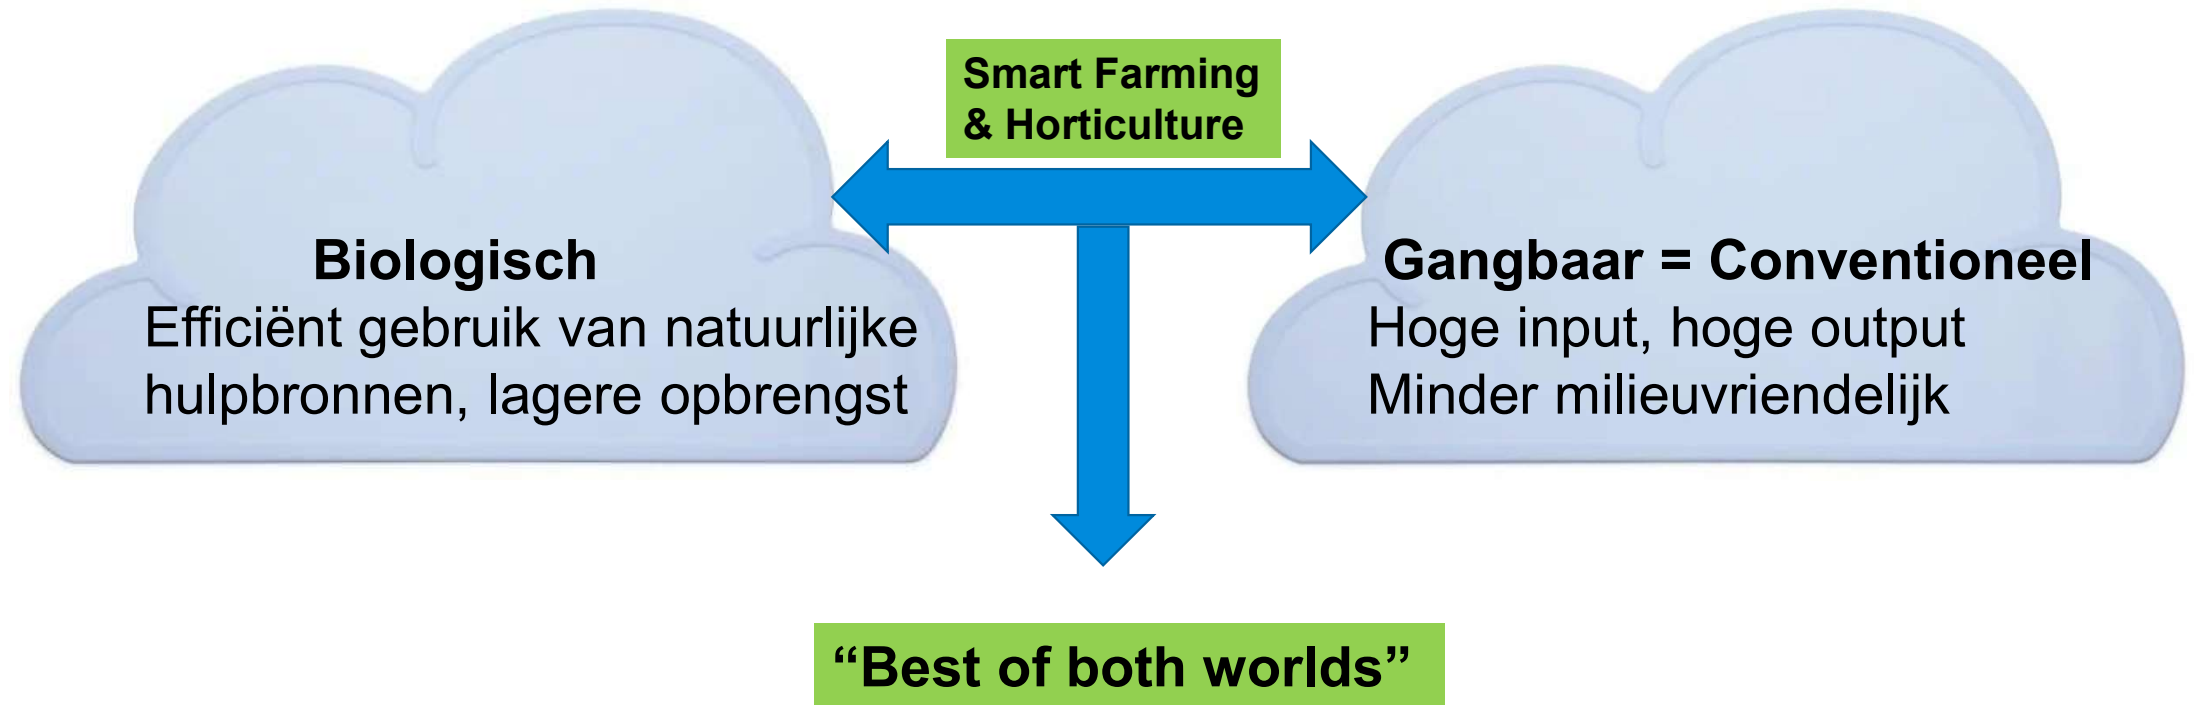 Smart Farming
& Horticulture
Biologisch
Efficiënt gebruik van natuurlijke
hulpbronnen, lagere opbrengst
Gangbaar = Conventioneel
Hoge input, hoge output
Minder milieuvriendelijk
“Best of both worlds”